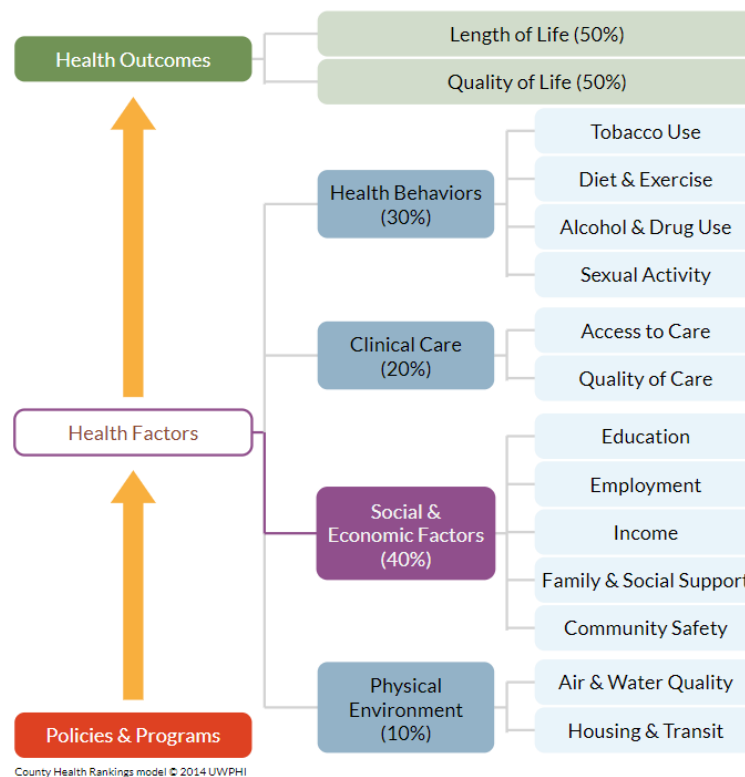 Health Outcomes
Length of Life (50%)
Quality of Life (50%)
Health Behaviors
(30%)
Tobacco Use
Diet & Exercise
Alcohol & Drug Use
Sexual Activity
Clinical Care
(20%)
Access to Care
Quality of Care
Health Factors
Social &
Economic Factors
(40%)
Education
Employment
Income
Family & Social Support
Community Safety
Physical
Environment
(10%)
Air & Water Quality
Housing & Transit
Policies & Programs
County Health Rankings model © 2014 UWPHI